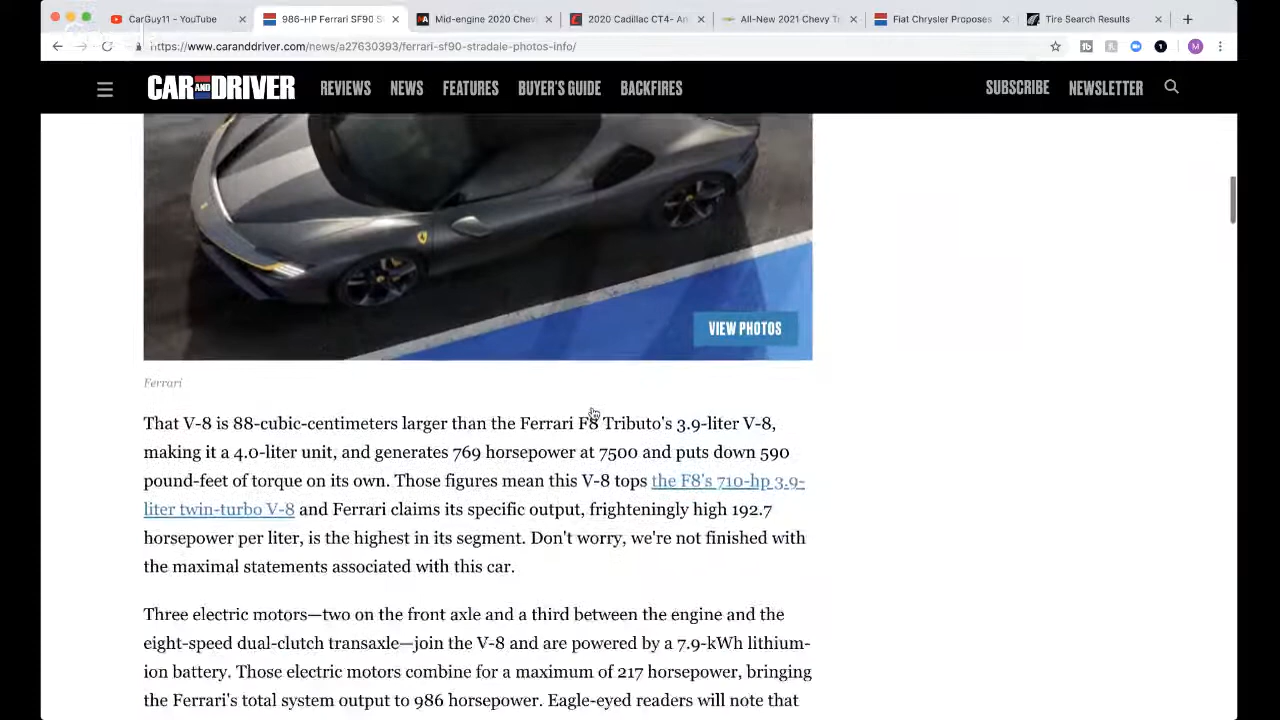 CarGuy11 - YouTube
986-HP Ferrari SF90 S
Mid-engine 2020 Chev
2020 Cadillac CT4- An
All-New 2021 Chevy Tr
Fiat Chrysler Proposes
Tire Search Results
https://www.caranddriver.com/news/a27630393/ferrari-sf90-stradale-photos-info/
M
CAR AND DRIVER
REVIEWS
NEWS
FEATURES
BUYER'S GUIDE
BACKFIRES
SUBSCRIBE
NEWSLETTER
VIEW PHOTOS
Ferrari
That V-8 is 88-cubic-centimeters larger than the Ferrari F8 Tributo's 3.9-liter V-8,
making it a 4.0-liter unit, and generates 769 horsepower at 7500 and puts down 590
pound-feet of torque on its own. Those figures mean this V-8 tops the F8's 710-hp 3.9-
liter twin-turbo V-8 and Ferrari claims its specific output, frighteningly high 192.7
horsepower per liter, is the highest in its segment. Don't worry, we're not finished with
the maximal statements associated with this car.
Three electric motors—two on the front axle and a third between the engine and the
eight-speed dual-clutch transaxle—join the V-8 and are powered by a 7.9-kWh lithium-
ion battery. Those electric motors combine for a maximum of 217 horsepower, bringing
the Ferrari's total system output to 986 horsepower. Eagle-eyed readers will note that